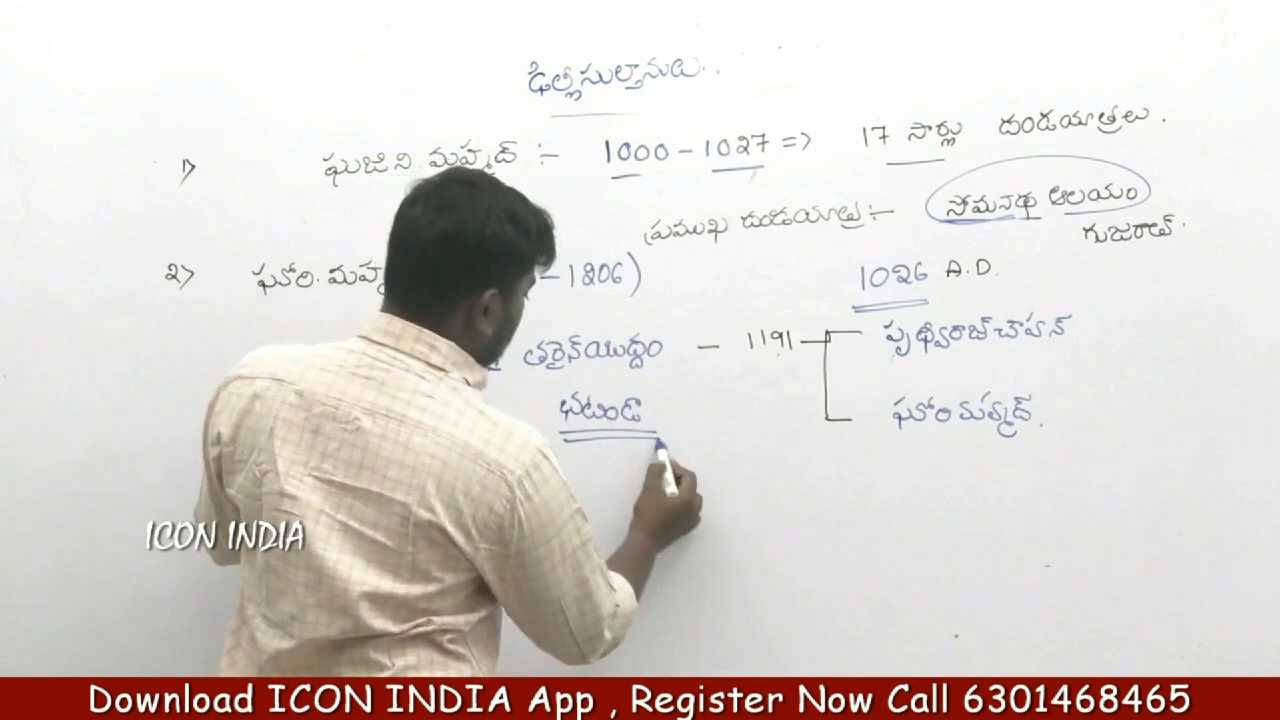 ఢిల్లీసుల్తానులు..
1> ఘజిని.మహ్మద్ :- 1000 - 1027 => 17 సార్లు దండయాత్రలు.
ప్రముఖ దండయాత్ర:- సోమనాథ ఆలయం
గుజరాత్.
2> ఘోరి. - 1206) 1026 A.D.
తరైన్ యుద్దం - 1191 పృథ్వీరాజ్ చౌహన్
భటిండా ఘోరి మహ్మద్.
ICON INDIA
Download ICON INDIA App , Register Now Call 6301468465